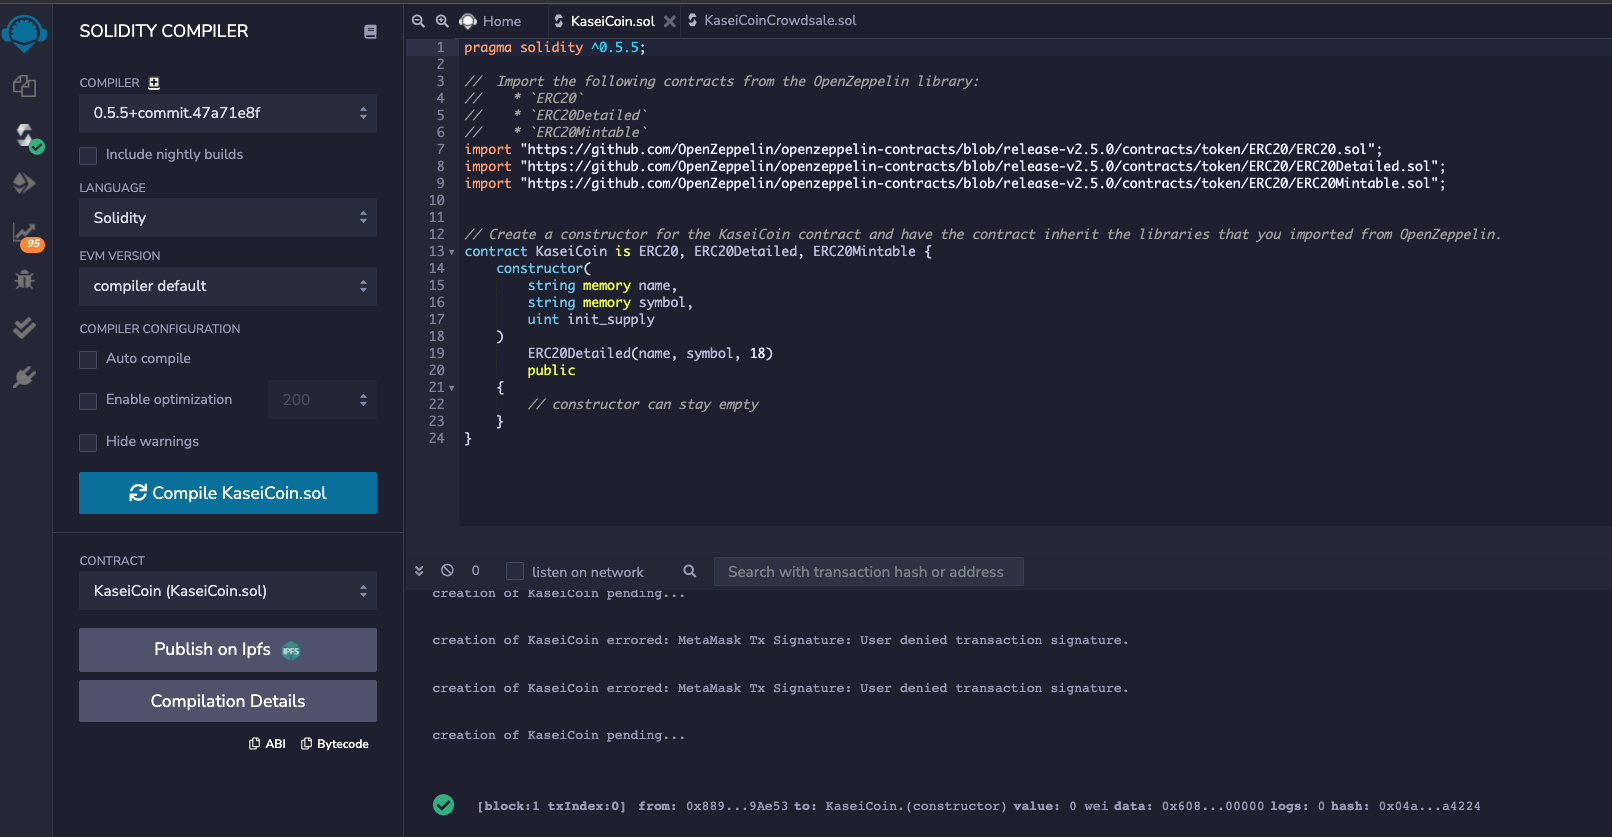 SOLIDITY COMPILER
COMPILER
0.5.5+commit.47a71e8f
Include nightly builds
LANGUAGE
Solidity
EVM VERSION
compiler default
COMPILER CONFIGURATION
Auto compile
Enable optimization 200
Hide warnings
Compile KaseiCoin.sol
CONTRACT
KaseiCoin (KaseiCoin.sol)
Publish on Ipfs IPFS
Compilation Details
ABI Bytecode
95
Home KaseiCoin.sol KaseiCoinCrowdsale.sol
1 pragma solidity ^0.5.5;
2
3 //  Import the following contracts from the OpenZeppelin library:
4 //    * `ERC20`
5 //    * `ERC20Detailed`
6 //    * `ERC20Mintable`
7 import "https://github.com/OpenZeppelin/openzeppelin-contracts/blob/release-v2.5.0/contracts/token/ERC20/ERC20.sol";
8 import "https://github.com/OpenZeppelin/openzeppelin-contracts/blob/release-v2.5.0/contracts/token/ERC20/ERC20Detailed.sol";
9 import "https://github.com/OpenZeppelin/openzeppelin-contracts/blob/release-v2.5.0/contracts/token/ERC20/ERC20Mintable.sol";
10
11
12 // Create a constructor for the KaseiCoin contract and have the contract inherit the libraries that you imported from OpenZeppelin.
13 contract KaseiCoin is ERC20, ERC20Detailed, ERC20Mintable {
14     constructor(
15         string memory name,
16         string memory symbol,
17         uint init_supply
18     )
19         ERC20Detailed(name, symbol, 18)
20         public
21     {
22         // constructor can stay empty
23     }
24 }
0 listen on network Search with transaction hash or address
creation of KaseiCoin pending...
creation of KaseiCoin errored: MetaMask Tx Signature: User denied transaction signature.
creation of KaseiCoin errored: MetaMask Tx Signature: User denied transaction signature.
creation of KaseiCoin pending...
[block:1 txIndex:0] from: 0x889...9Ae53 to: KaseiCoin.(constructor) value: 0 wei data: 0x608...00000 logs: 0 hash: 0x04a...a4224